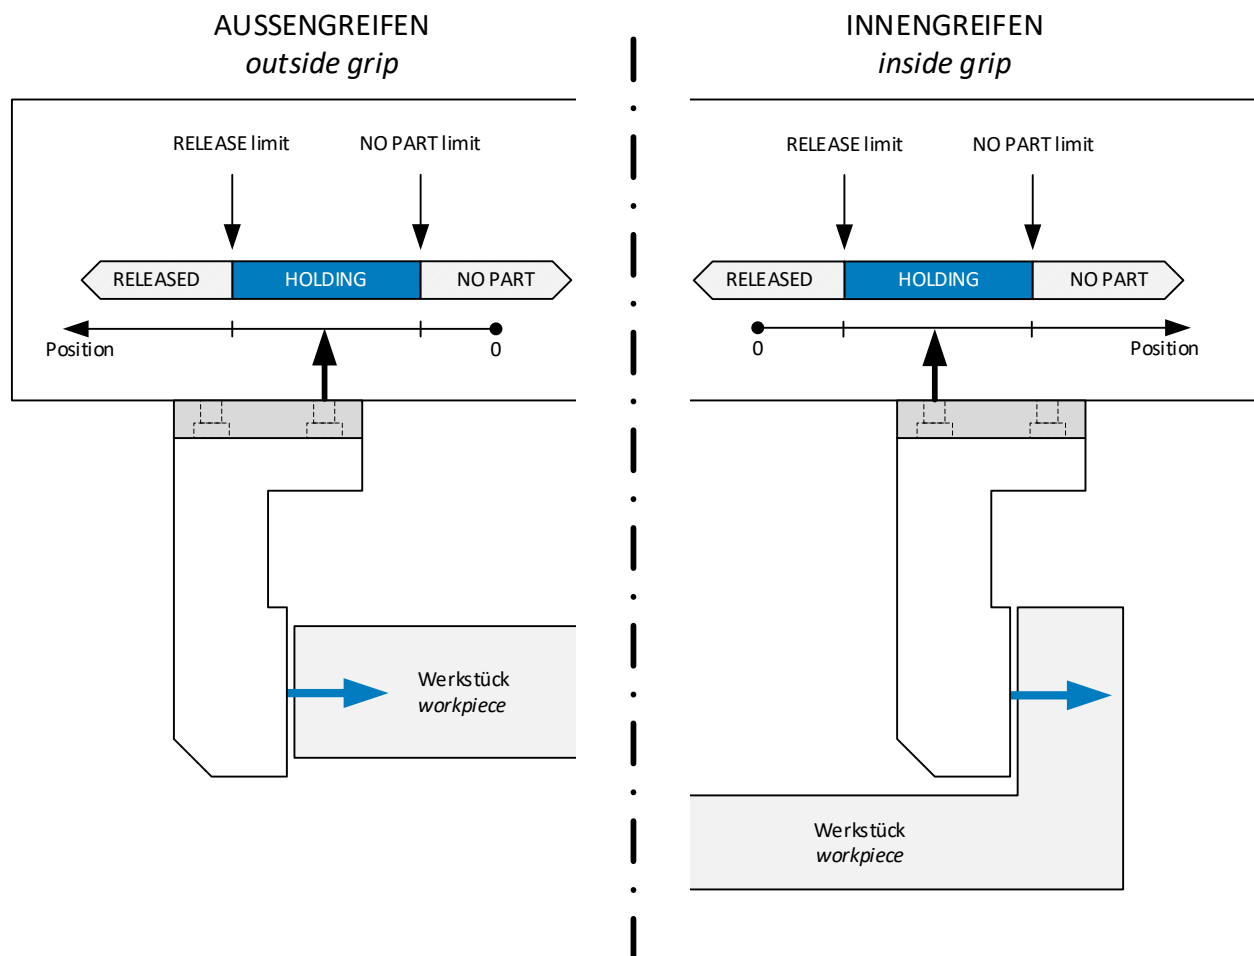 AUSSENGREIFEN
outside grip
RELEASE limit
NO PART limit
RELEASED
HOLDING
NO PART
Position
0
Werkstück
workpiece
INNENGREIFEN
inside grip
RELEASE limit
NO PART limit
RELEASED
HOLDING
NO PART
0
Position
Werkstück
workpiece